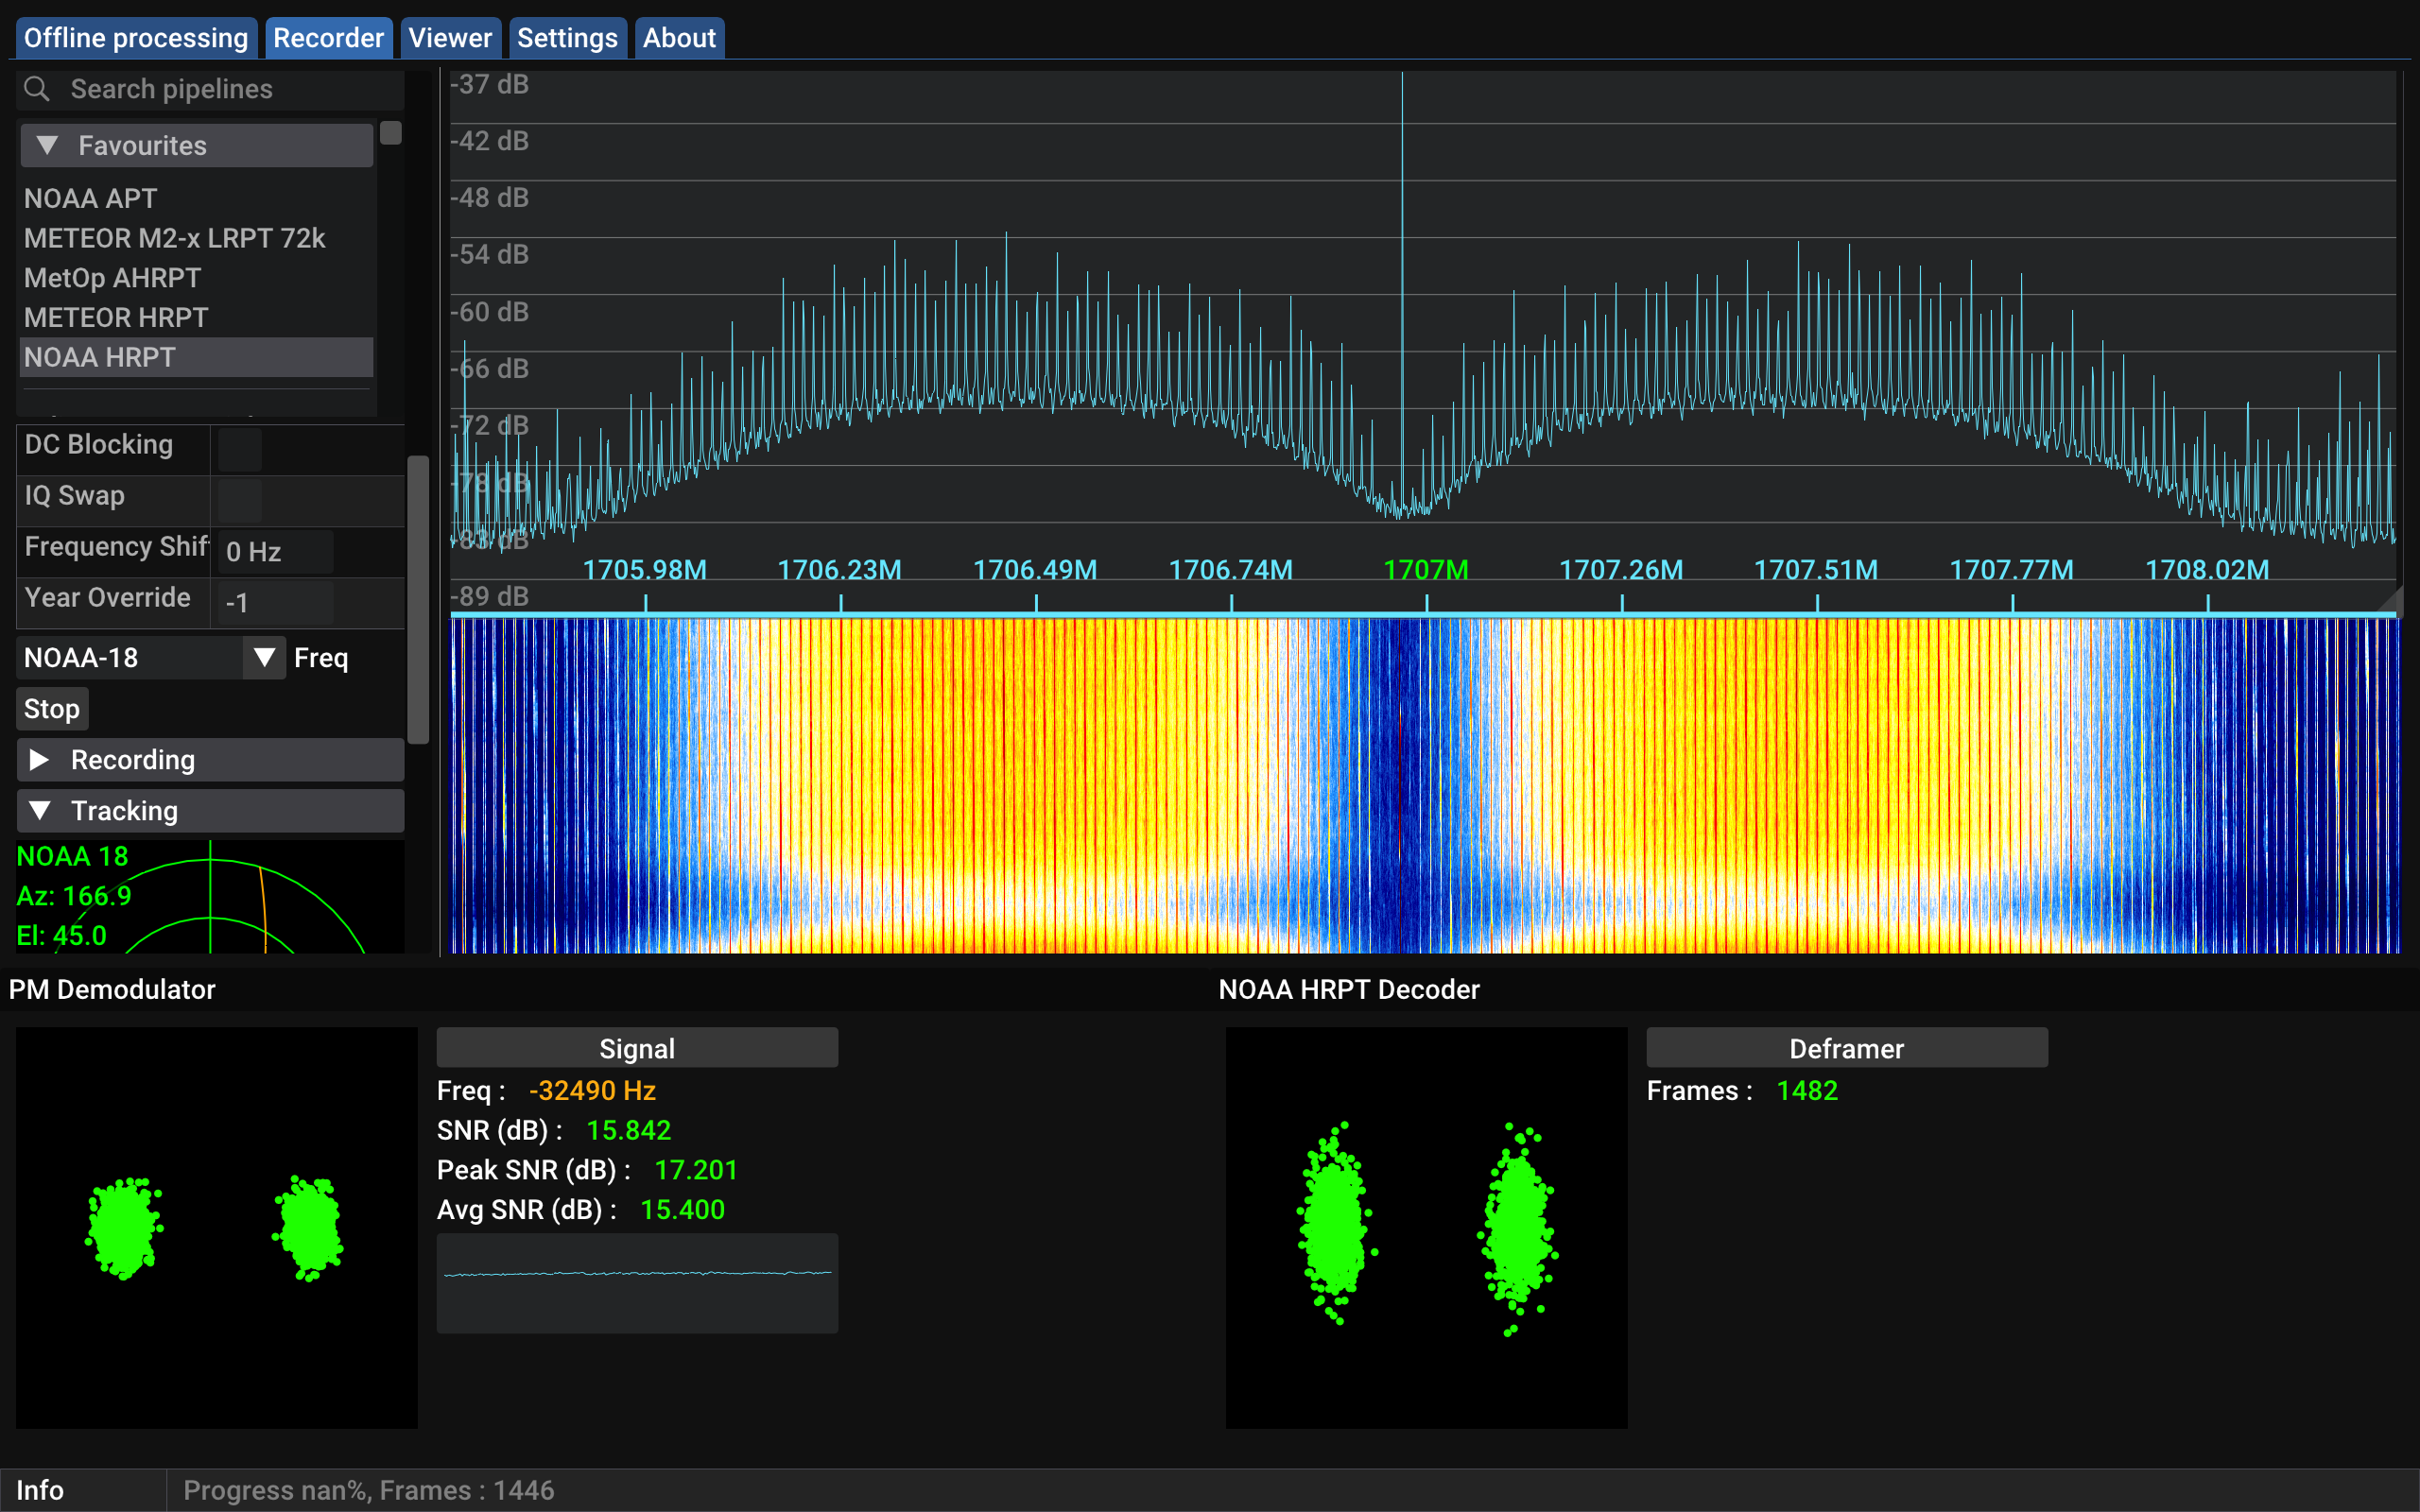 Offline processing Recorder Viewer Settings About
Search pipelines
Favourites
NOAA APT
METEOR M2-x LRPT 72k
MetOp AHRPT
METEOR HRPT
NOAA HRPT
DC Blocking
IQ Swap
Frequency Shif 0 Hz
Year Override -1
NOAA-18 Freq
Stop
Recording
Tracking
NOAA 18
Az: 166.9
El: 45.0
-37 dB
-42 dB
-48 dB
-54 dB
-60 dB
-66 dB
-72 dB
-78 dB
-83 dB
-89 dB
1705.98M 1706.23M 1706.49M 1706.74M 1707M 1707.26M 1707.51M 1707.77M 1708.02M
PM Demodulator
Signal
Freq : -32490 Hz
SNR (dB) : 15.842
Peak SNR (dB) : 17.201
Avg SNR (dB) : 15.400
NOAA HRPT Decoder
Deframer
Frames : 1482
Info Progress nan%, Frames : 1446